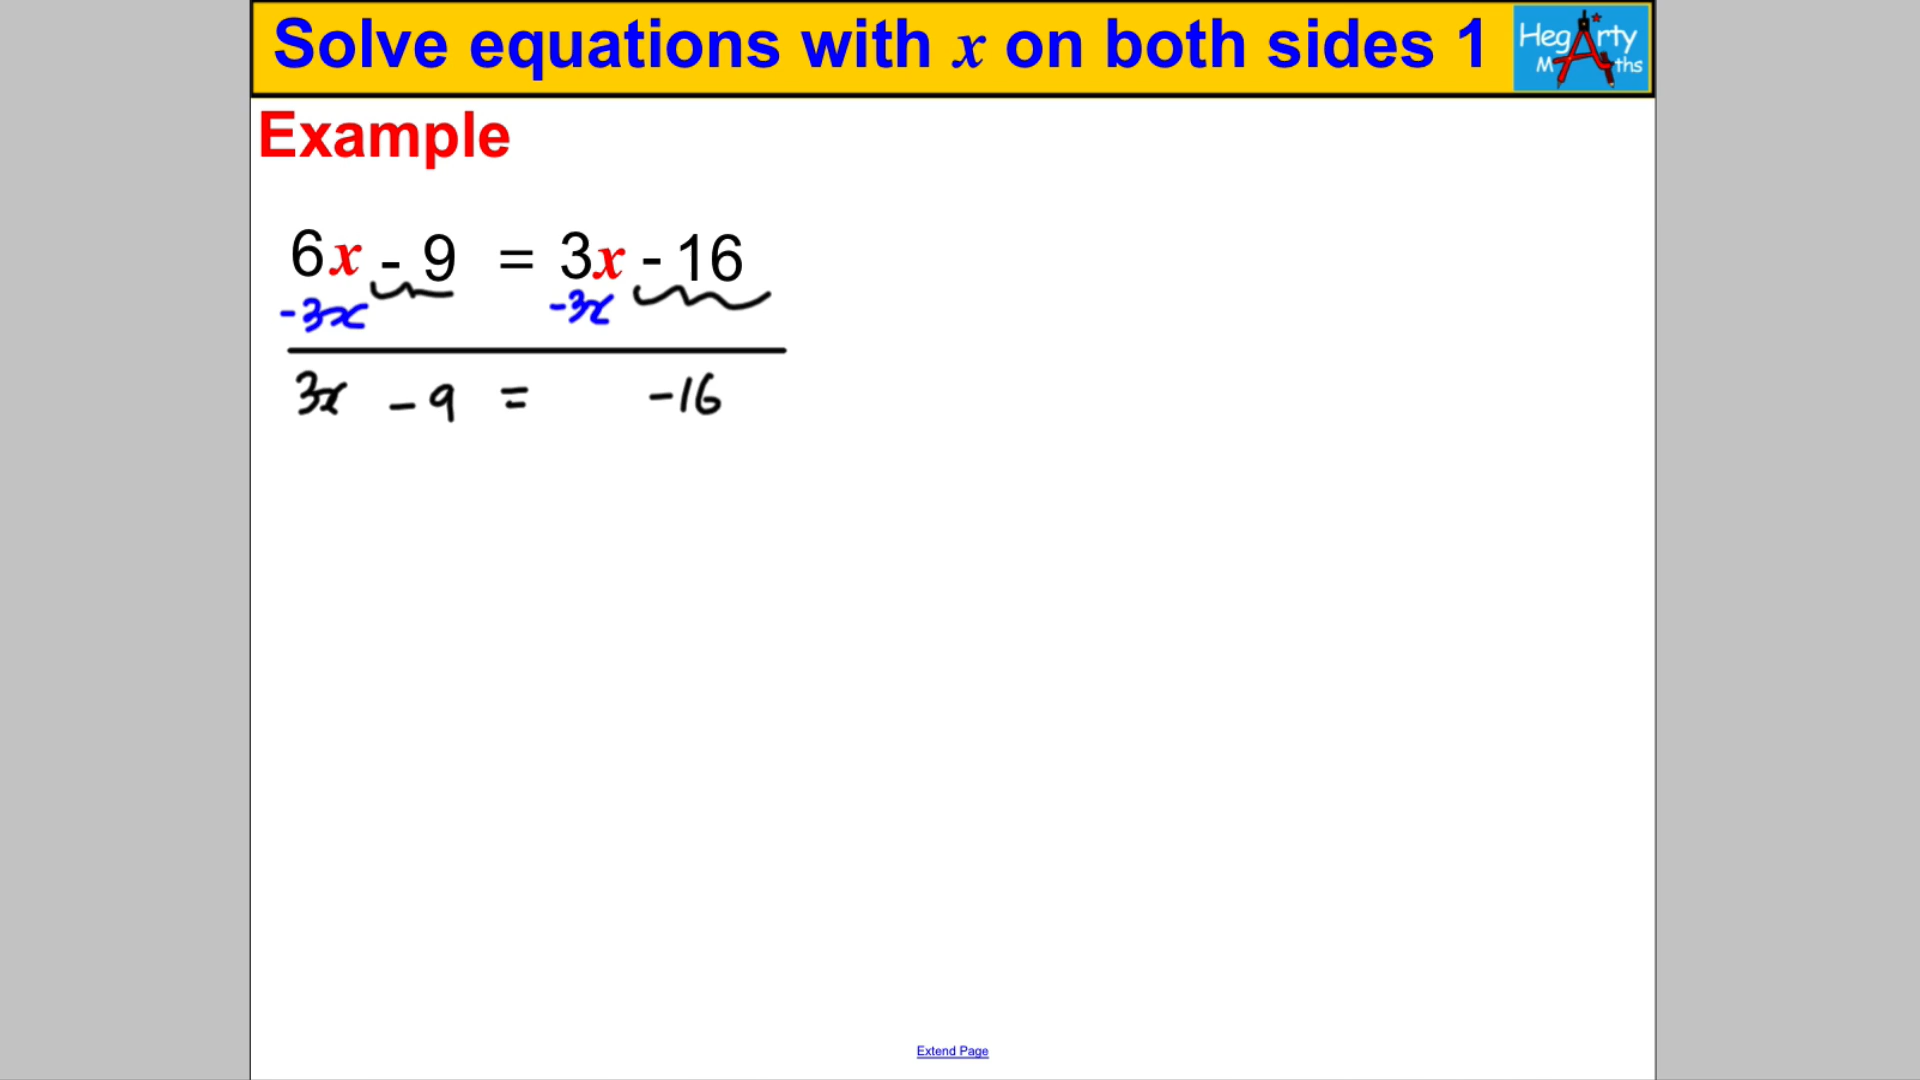 Solve equations with x on both sides 1
HegArty
Maths
Example
6x - 9 = 3x - 16
-3x -3x
3x - 9 = -16
Extend Page